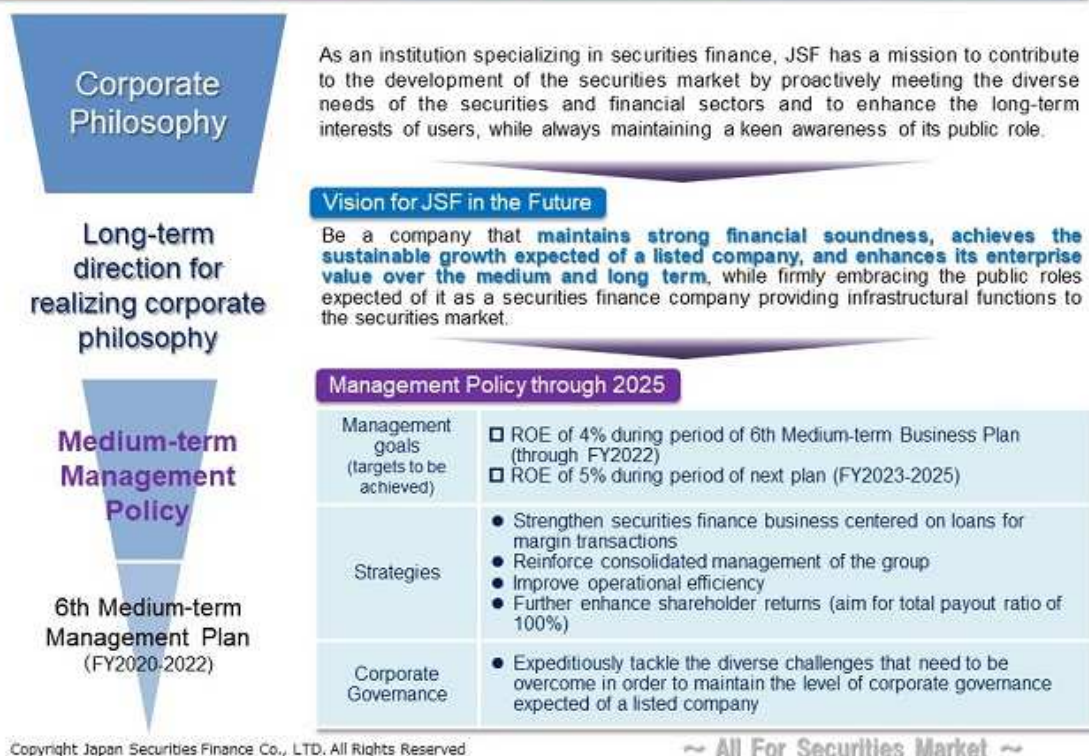 Corporate
Philosophy
As an institution specializing in securities finance, JSF has a mission to contribute
to the development of the securities market by proactively meeting the diverse
needs of the securities and financial sectors and to enhance the long-term
interests of users, while always maintaining a keen awareness of its public role.
Long-term
direction for
realizing corporate
philosophy
Vision for JSF in the Future
Be a company that maintains strong financial soundness, achieves the
sustainable growth expected of a listed company, and enhances its enterprise
value over the medium and long term, while firmly embracing the public roles
expected of it as a securities finance company providing infrastructural functions to
the securities market.
Medium-term
Management
Policy
6th Medium-term
Management Plan
(FY2020-2022)
Management Policy through 2025
Management
goals
(targets to be
achieved)
ROE of 4% during period of 6th Medium-term Business Plan
(through FY2022)
ROE of 5% during period of next plan (FY2023-2025)
Strategies
● Strengthen securities finance business centered on loans for
margin transactions
● Reinforce consolidated management of the group
● Improve operational efficiency
● Further enhance shareholder returns (aim for total payout ratio of
100%)
Corporate
Governance
● Expeditiously tackle the diverse challenges that need to be
overcome in order to maintain the level of corporate governance
expected of a listed company
Copyright Japan Securities Finance Co., LTD. All Rights Reserved
~ All For Securities Market ~